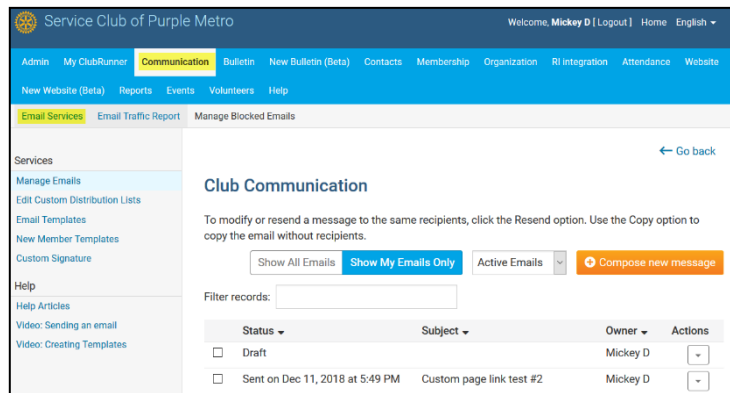 Service Club of Purple Metro
Welcome, Mickey D [ Logout ] Home English
Admin My ClubRunner Communication Bulletin New Bulletin (Beta) Contacts Membership Organization RI integration Attendance Website
New Website (Beta) Reports Events Volunteers Help
Email Services Email Traffic Report Manage Blocked Emails
← Go back
Services
Manage Emails
Edit Custom Distribution Lists
Email Templates
New Member Templates
Custom Signature
Help
Help Articles
Video: Sending an email
Video: Creating Templates
Club Communication
To modify or resend a message to the same recipients, click the Resend option. Use the Copy option to
copy the email without recipients.
Show All Emails Show My Emails Only Active Emails Compose new message
Filter records:
Status Subject Owner Actions
Draft Mickey D
Sent on Dec 11, 2018 at 5:49 PM Custom page link test #2 Mickey D